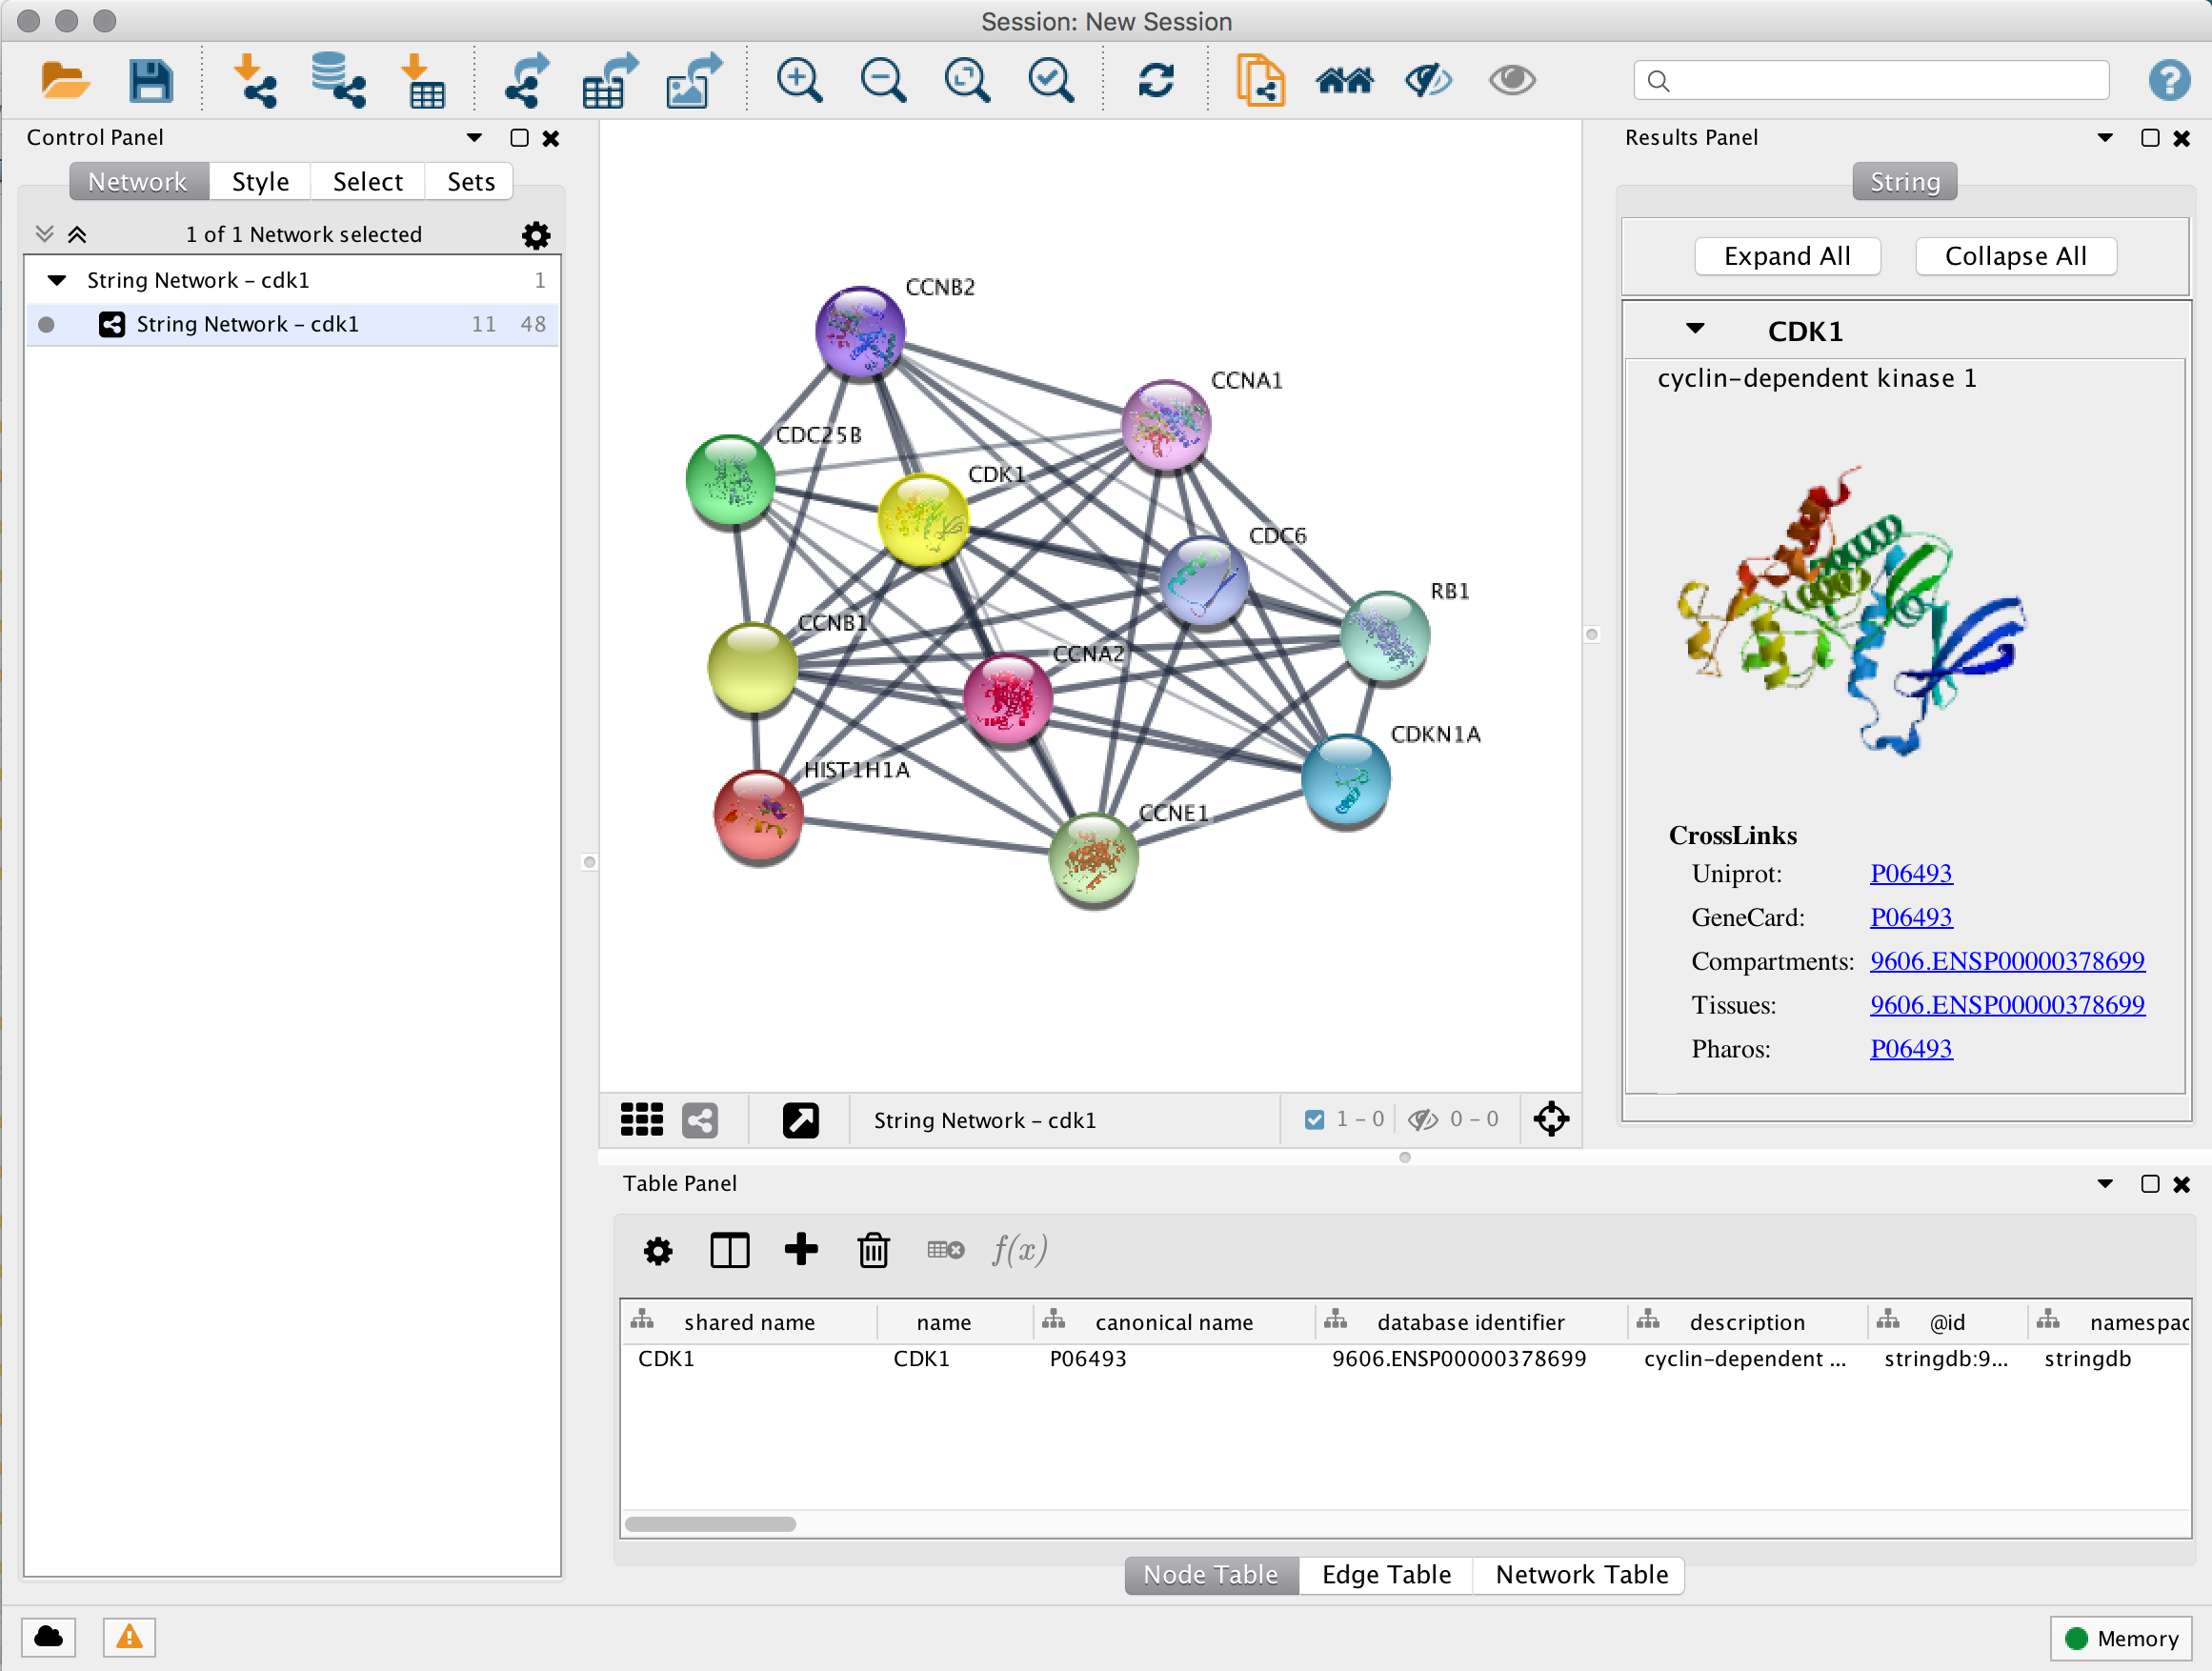 Session: New Session
Control Panel
Network Style Select Sets
1 of 1 Network selected
String Network - cdk1 1
String Network - cdk1 11 48
CCNB2
CCNA1
CDC25B
CDK1
CDC6
RB1
CCNB1
CCNA2
CDKN1A
HIST1H1A
CCNE1
String Network - cdk1 1 - 0 0 - 0
Results Panel
String
Expand All Collapse All
CDK1
cyclin-dependent kinase 1
CrossLinks
Uniprot: P06493
GeneCard: P06493
Compartments: 9606.ENSP00000378699
Tissues: 9606.ENSP00000378699
Pharos: P06493
Table Panel
f(x)
shared name name canonical name database identifier description @id namespac
CDK1 CDK1 P06493 9606.ENSP00000378699 cyclin-dependent ... stringdb:9... stringdb
Node Table Edge Table Network Table
Memory